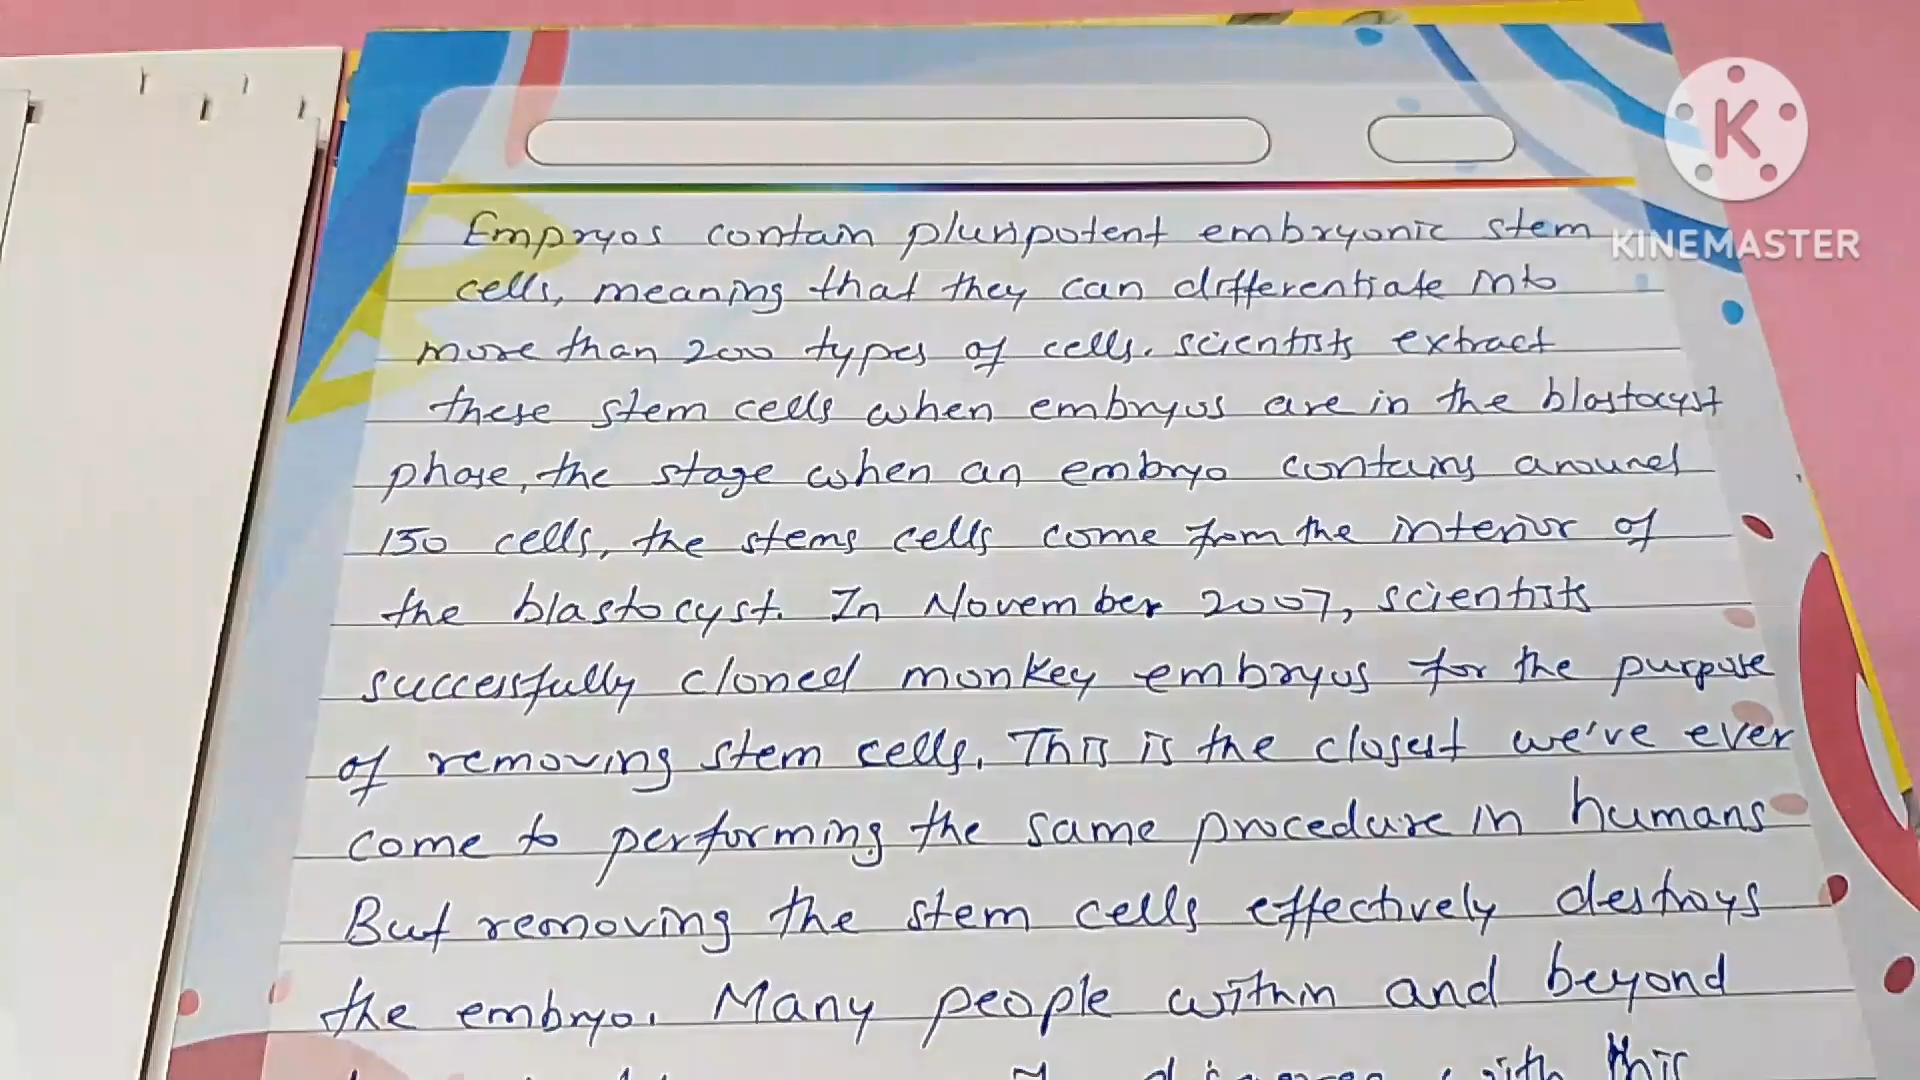 Empryos contain pluripotent embryonic stem
cells, meaning that they can differentiate into
more than 200 types of cells. scientists extract
these stem cells when embryos are in the blastocyst
phase, the stage when an embryo contains around
150 cells, the stems cells come from the interior of
the blastocyst. In November 2007, scientists
successfully cloned monkey embryos for the purpose
of removing stem cells. This is the closest we've ever
come to performing the same procedure in humans
But removing the stem cells effectively destroys
the embryo. Many people within and beyond
with this
K
KINEMASTER